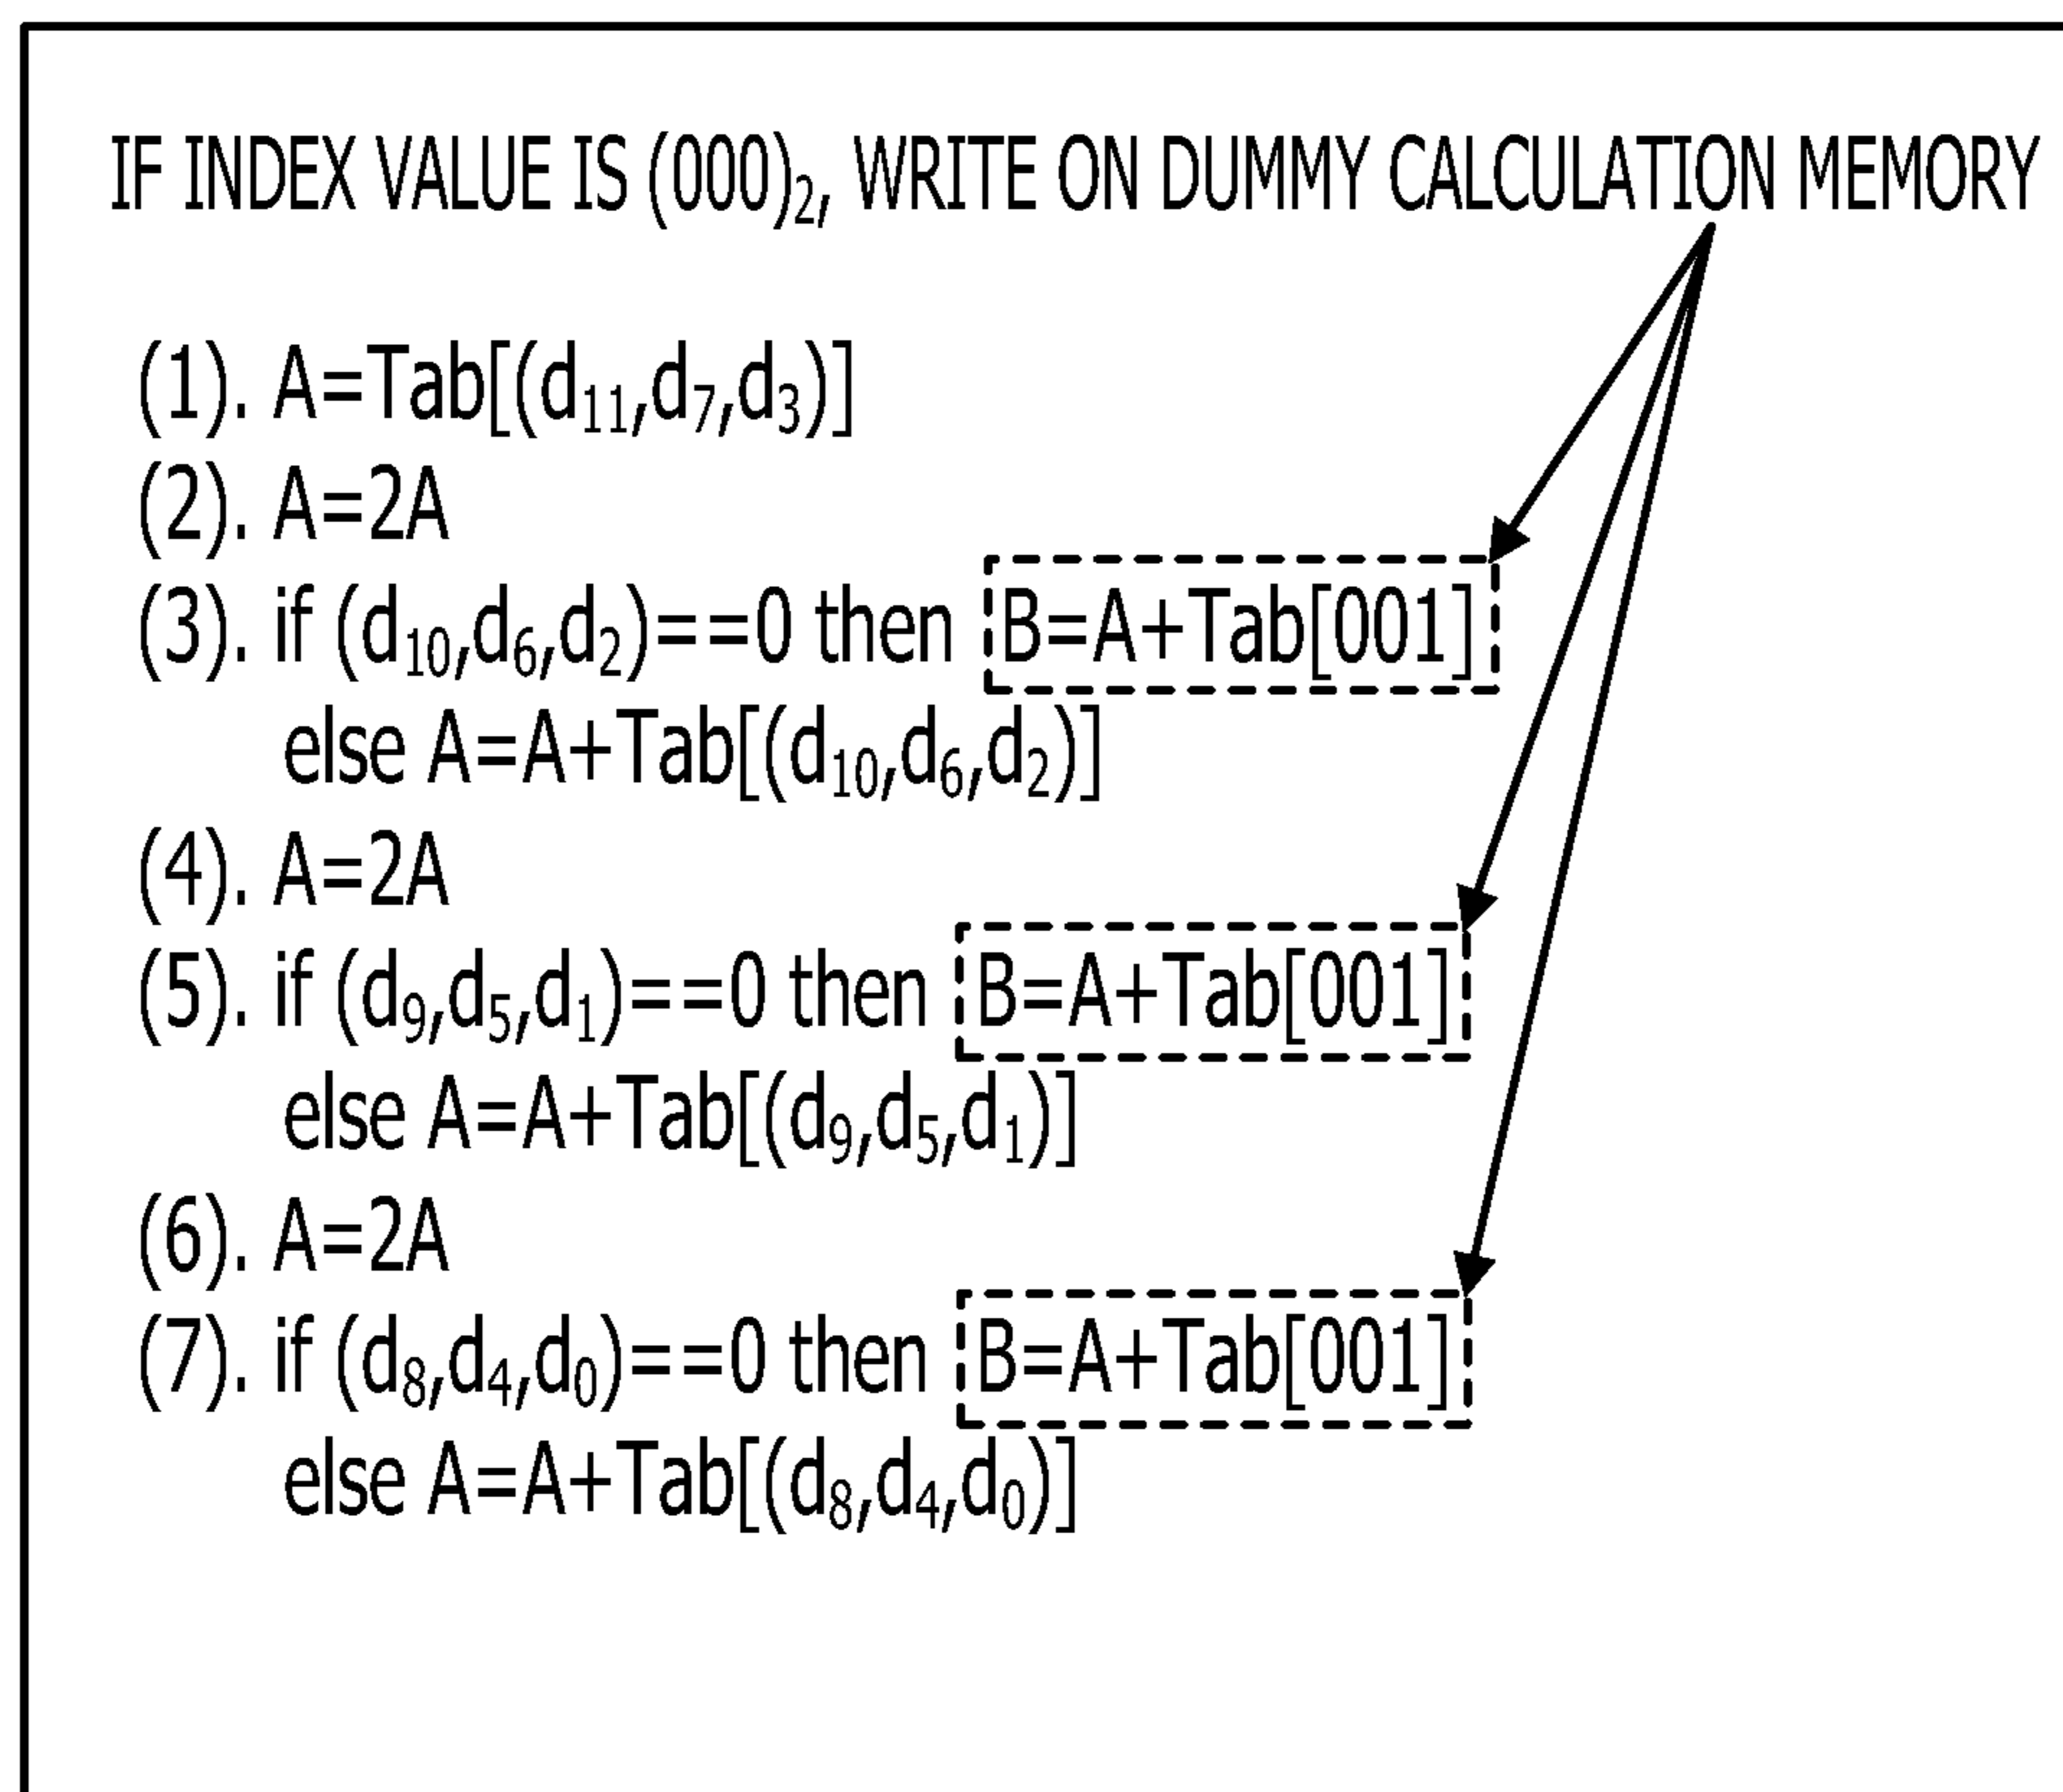 IF INDEX VALUE IS (000)₂, WRITE ON DUMMY CALCULATION MEMORY
(1). A=Tab[(d₁₁,d₇,d₃)]
(2). A=2A
(3). if (d₁₀,d₆,d₂)==0 then B=A+Tab[001]
else A=A+Tab[(d₁₀,d₆,d₂)]
(4). A=2A
(5). if (d₉,d₅,d₁)==0 then B=A+Tab[001]
else A=A+Tab[(d₉,d₅,d₁)]
(6). A=2A
(7). if (d₈,d₄,d₀)==0 then B=A+Tab[001]
else A=A+Tab[(d₈,d₄,d₀)]